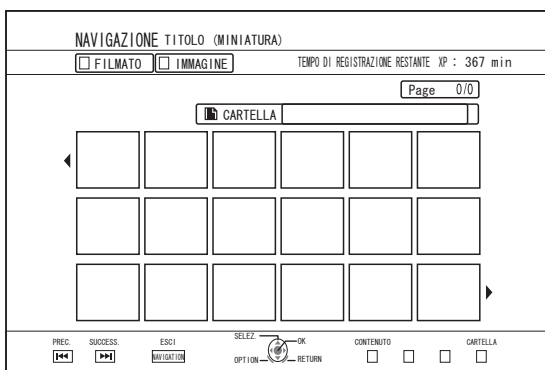 NAVIGAZIONE TITOLO (MINIATURA)
FILMATO IMMAGINE TEMPO DI REGISTRAZIONE RESTANTE XP : 367 min
Page 0/0
CARTELLA
PREC. SUCCESS. ESCI SELEZ. OK CONTENUTO CARTELLA
NAVIGATION OPTION RETURN